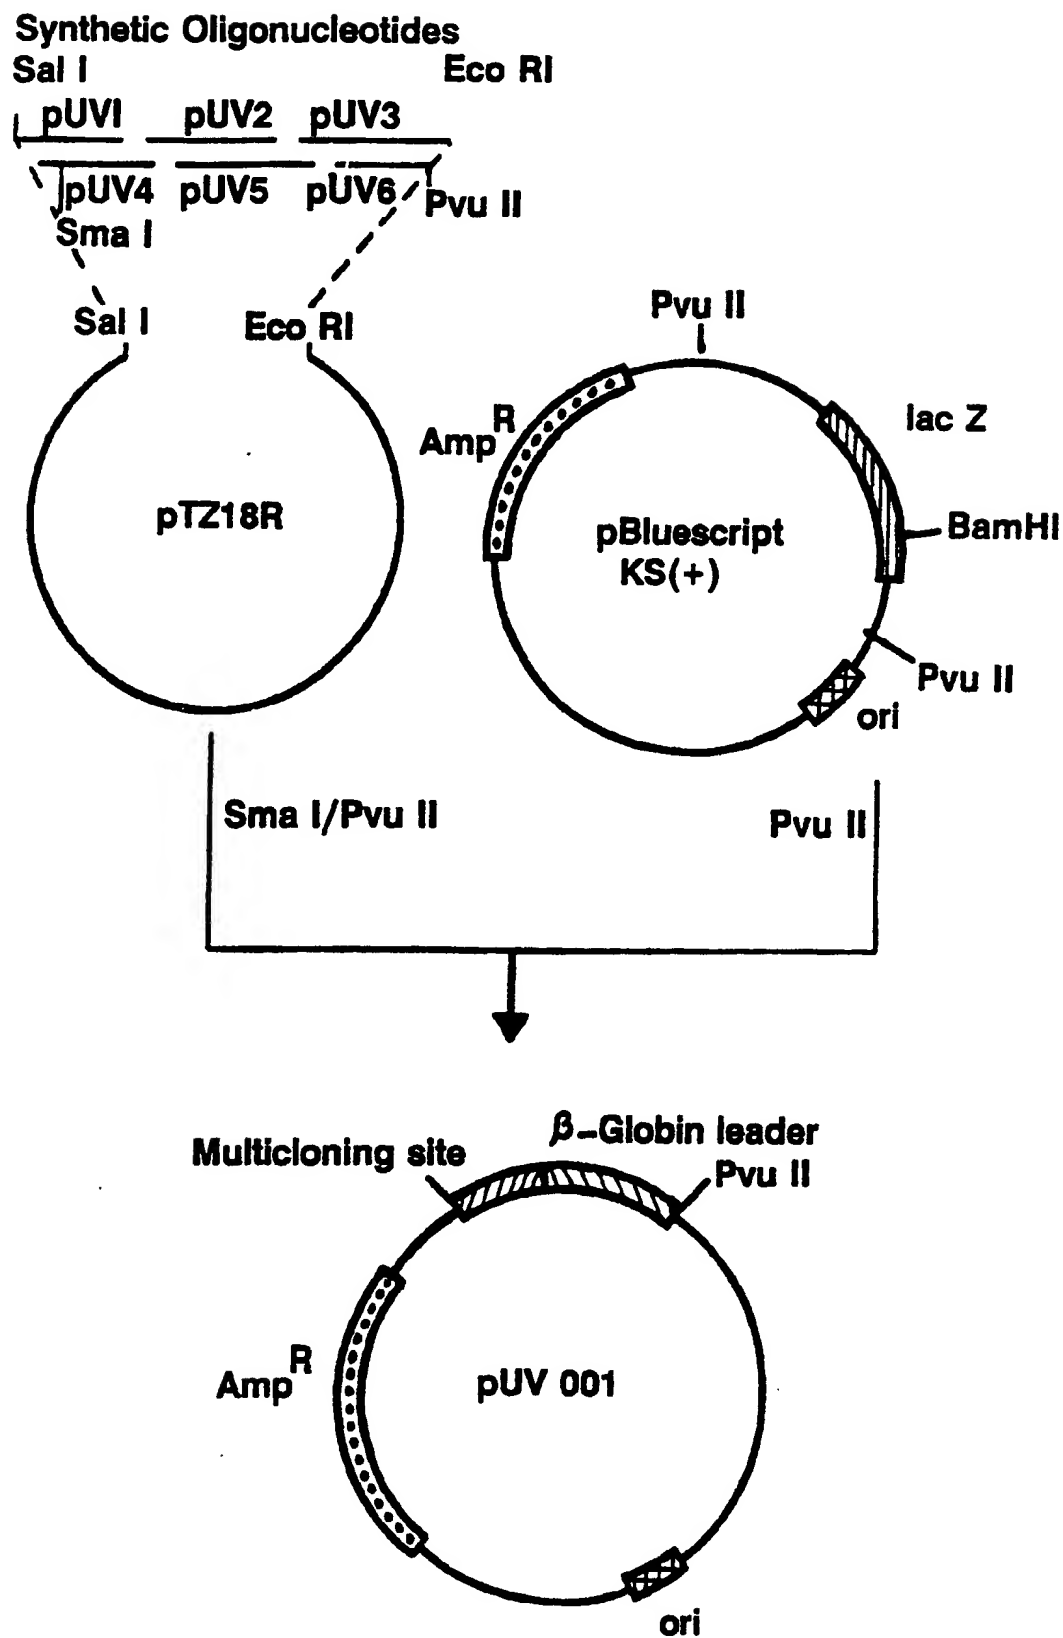 Synthetic Oligonucleotides
Sal I Eco RI
pUVI pUV2 pUV3
pUV4 pUV5 pUV6 Pvu II
Sma I
Sal I Eco RI
pTZ18R
Pvu II
Amp R
lac Z
pBluescript
KS(+)
BamHI
Pvu II
ori
Sma I/Pvu II
Pvu II
β-Globin leader
Multicloning site
Pvu II
Amp R
pUV 001
ori